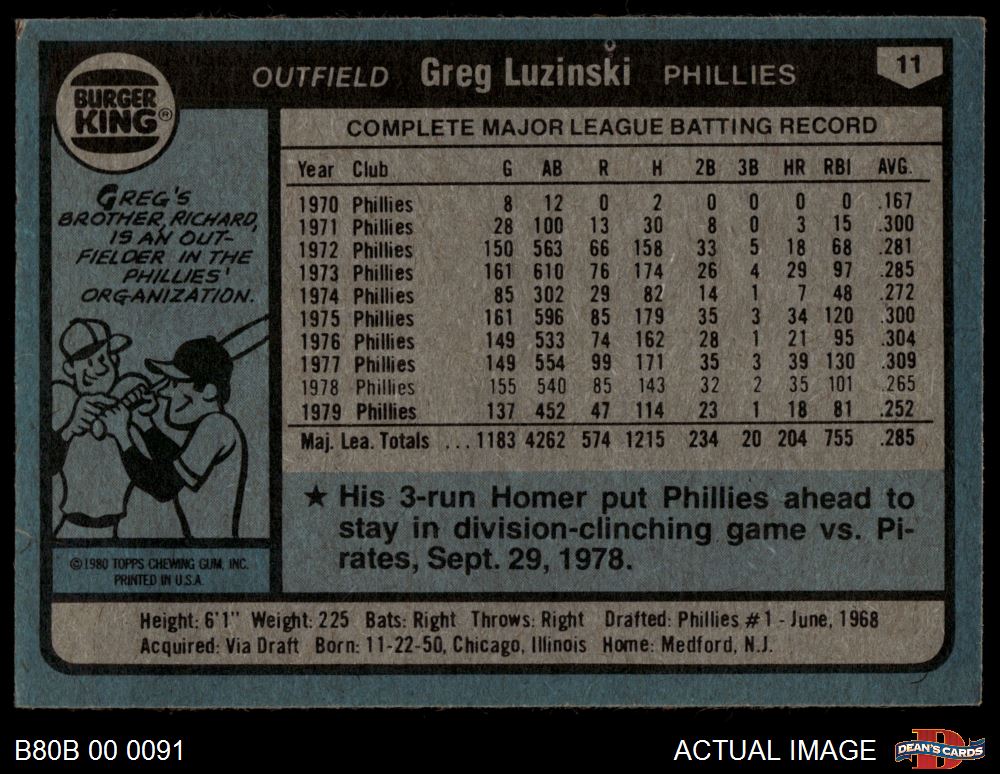 OUTFIELD Greg Luzinski PHILLIES 11
BURGER
KING®
GREG'S
BROTHER, RICHARD,
IS AN OUT-
FIELDER IN THE
PHILLIES'
ORGANIZATION.
© 1980 TOPPS CHEWING GUM, INC.
PRINTED IN U.S.A.
COMPLETE MAJOR LEAGUE BATTING RECORD
Year Club G AB R H 2B 3B HR RBI AVG.
1970 Phillies 8 12 0 2 0 0 0 0 .167
1971 Phillies 28 100 13 30 8 0 3 15 .300
1972 Phillies 150 563 66 158 33 5 18 68 .281
1973 Phillies 161 610 76 174 26 4 29 97 .285
1974 Phillies 85 302 29 82 14 1 7 48 .272
1975 Phillies 161 596 85 179 35 3 34 120 .300
1976 Phillies 149 533 74 162 28 1 21 95 .304
1977 Phillies 149 554 99 171 35 3 39 130 .309
1978 Phillies 155 540 85 143 32 2 35 101 .265
1979 Phillies 137 452 47 114 23 1 18 81 .252
Maj. Lea. Totals ... 1183 4262 574 1215 234 20 204 755 .285
★ His 3-run Homer put Phillies ahead to
stay in division-clinching game vs. Pi-
rates, Sept. 29, 1978.
Height: 6'1" Weight: 225 Bats: Right Throws: Right Drafted: Phillies #1 - June, 1968
Acquired: Via Draft Born: 11-22-50, Chicago, Illinois Home: Medford, N.J.
B80B 00 0091 ACTUAL IMAGE
D
DEAN'S CARDS